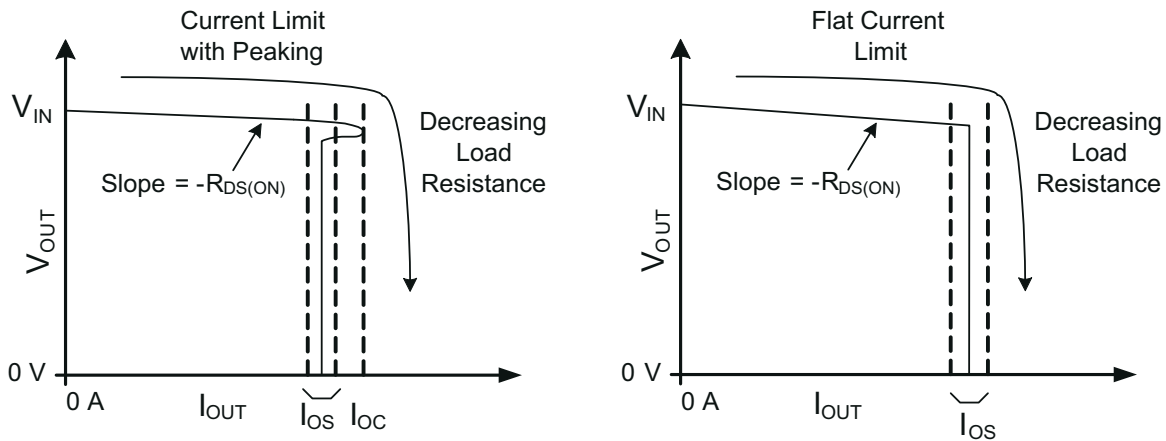 Current Limit
with Peaking
V_IN
Slope = -R_DS(ON)
Decreasing
Load
Resistance
V_OUT
0 V
0 A
I_OUT
I_OS
I_OC
Flat Current
Limit
V_IN
Slope = -R_DS(ON)
Decreasing
Load
Resistance
V_OUT
0 V
0 A
I_OUT
I_OS